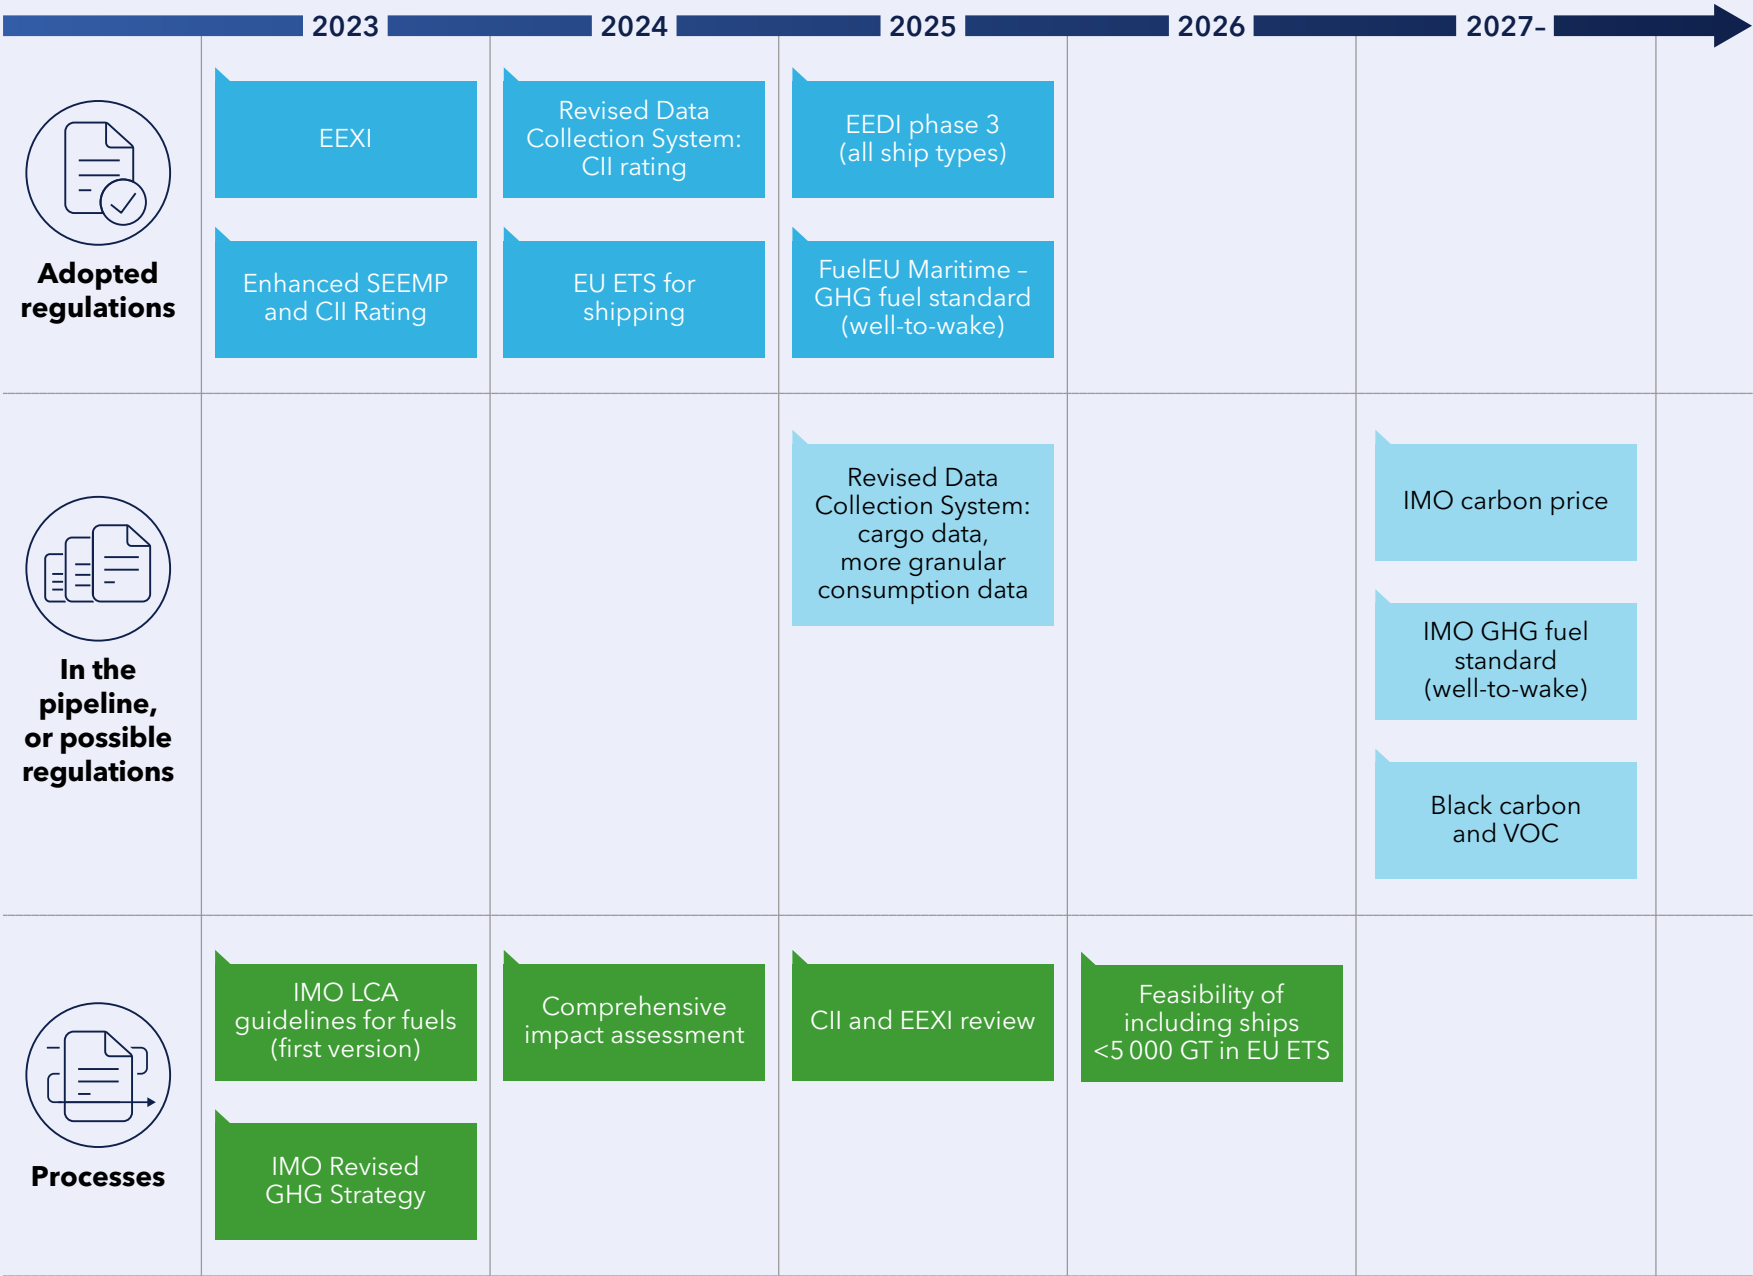 2023
2024
2025
2026
2027–
Adopted
regulations
EEXI
Revised Data
Collection System:
CII rating
EEDI phase 3
(all ship types)
Enhanced SEEMP
and CII Rating
EU ETS for
shipping
FuelEU Maritime –
GHG fuel standard
(well-to-wake)
In the
pipeline,
or possible
regulations
Revised Data
Collection System:
cargo data,
more granular
consumption data
IMO carbon price
IMO GHG fuel
standard
(well-to-wake)
Black carbon
and VOC
Processes
IMO LCA
guidelines for fuels
(first version)
Comprehensive
impact assessment
CII and EEXI review
Feasibility of
including ships
<5 000 GT in EU ETS
IMO Revised
GHG Strategy